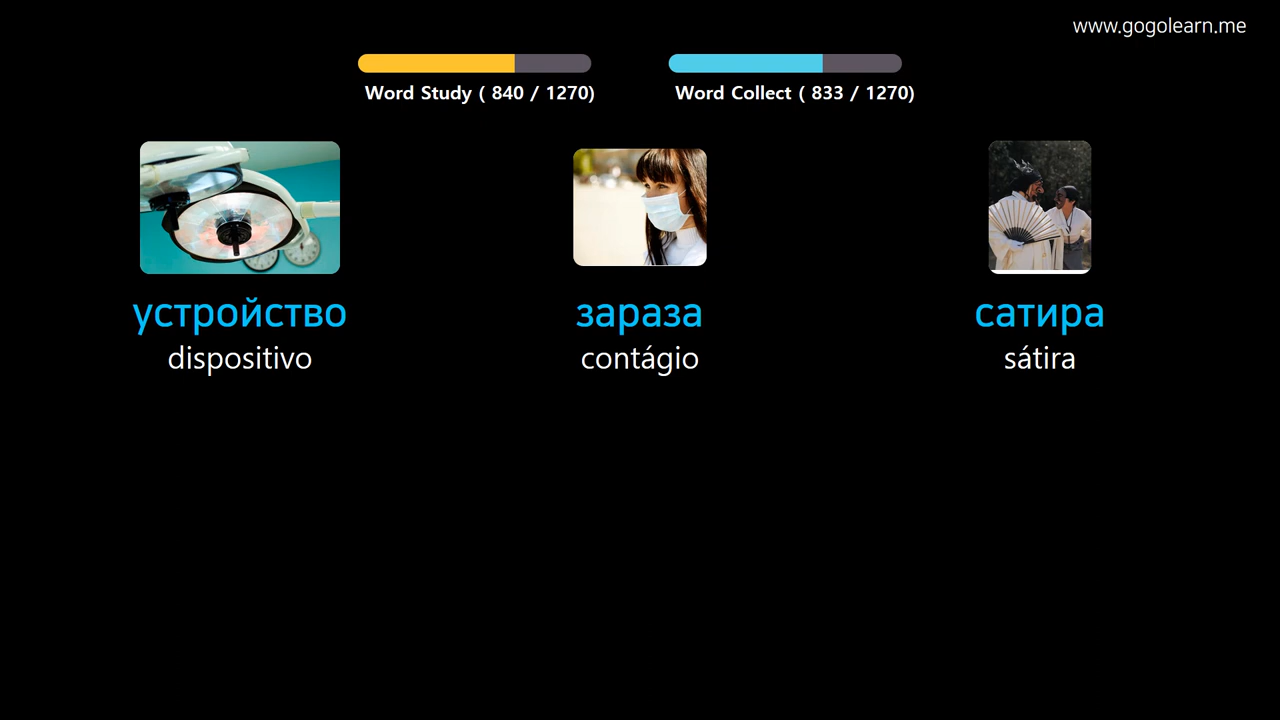 www.gogolearn.me
Word Study ( 840 / 1270)
Word Collect ( 833 / 1270)
устройство
зараза
сатира
dispositivo
contágio
sátira